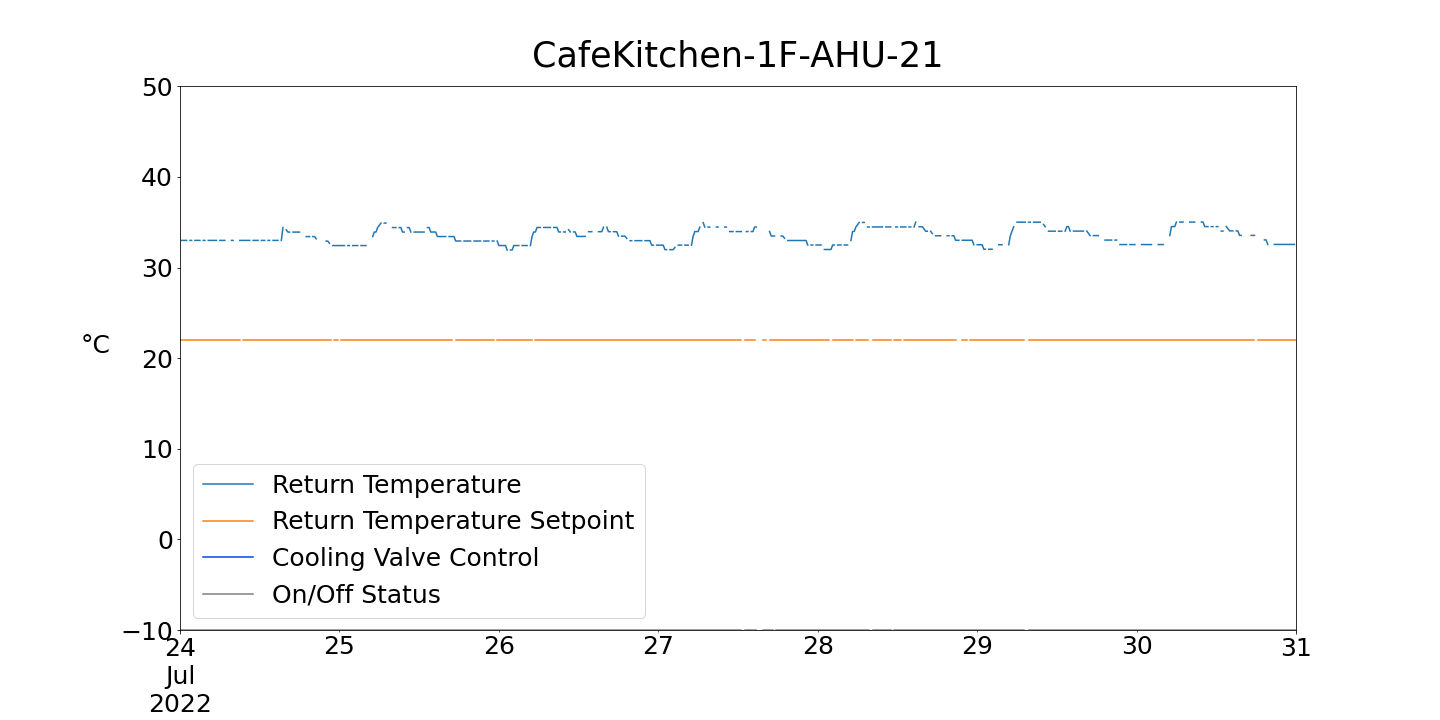 CafeKitchen-1F-AHU-21
50
40
30
°C
20
10
0
−10
Return Temperature
Return Temperature Setpoint
Cooling Valve Control
On/Off Status
24 25 26 27 28 29 30 31
Jul
2022